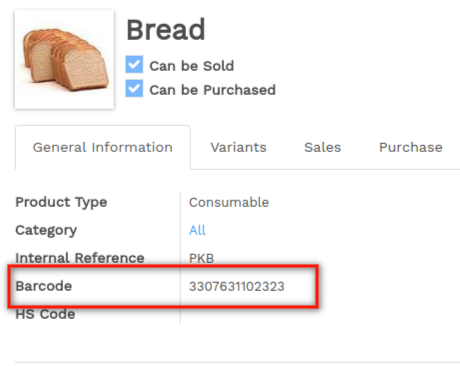 Bread
Can be Sold
Can be Purchased
General Information Variants Sales Purchase
Product Type Consumable
Category All
Internal Reference PKB
Barcode 3307631102323
HS Code